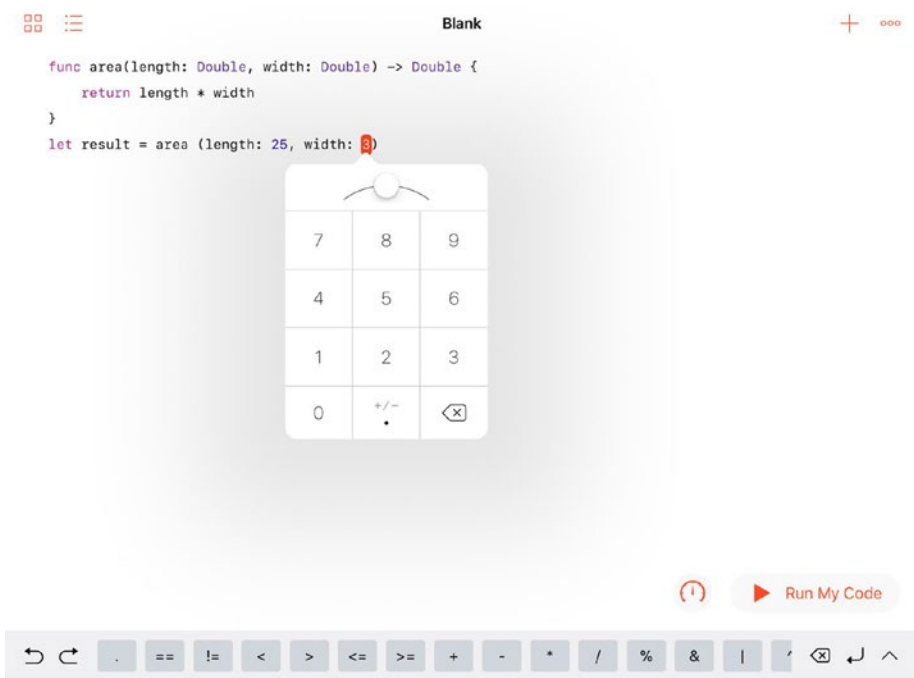 Blank
func area(length: Double, width: Double) -> Double {
return length * width
}
let result = area (length: 25, width: 3)
7 8 9
4 5 6
1 2 3
0 +/- .
Run My Code
. == != < > <= >= + - * / % & |